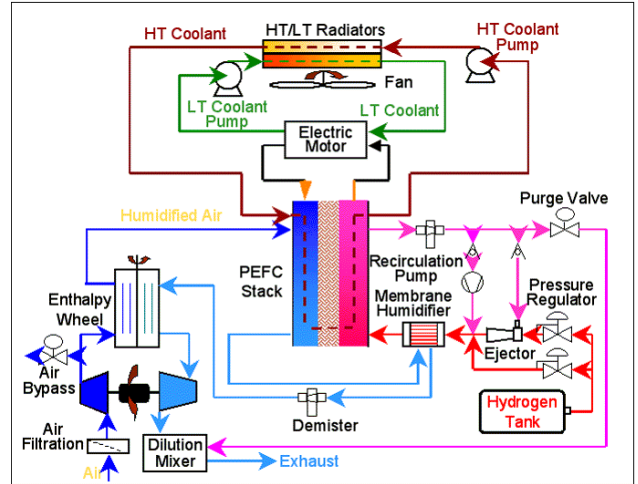 HT Coolant
HT/LT Radiators
HT Coolant
Pump
Fan
LT Coolant
Pump
LT Coolant
Electric
Motor
Humidified Air
Purge Valve
PEFC
Stack
Recirculation
Pump
Enthalpy
Wheel
Membrane
Humidifier
Pressure
Regulator
Ejector
Air
Bypass
Hydrogen
Tank
Demister
Air
Filtration
Dilution
Mixer
Exhaust
Air